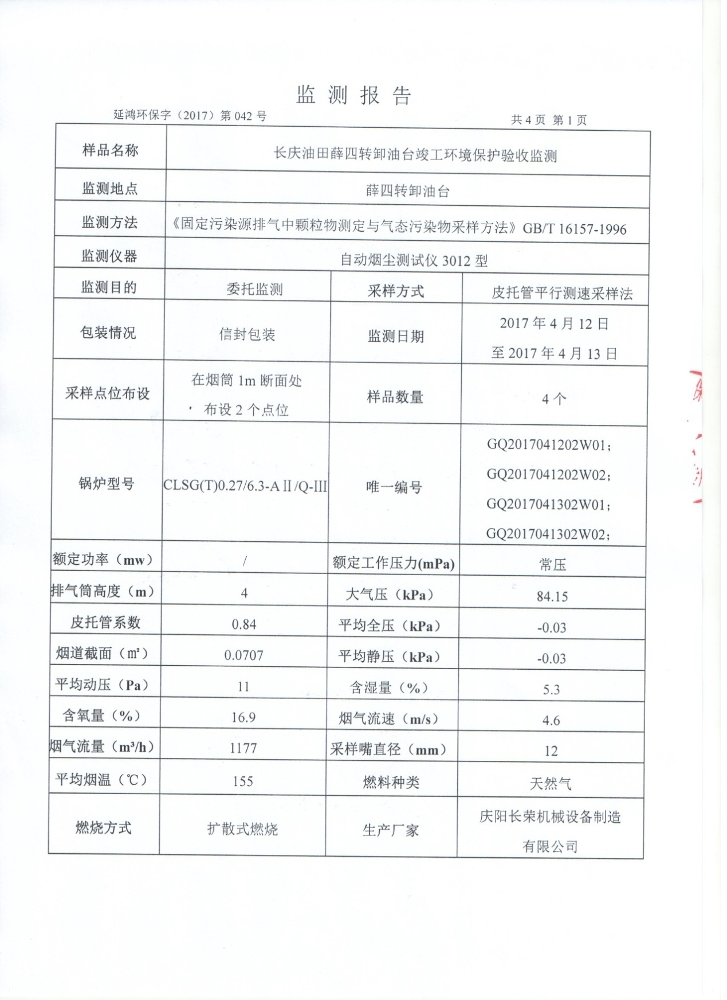 监测报告
延鸿环保字（2017）第 042 号
共 4 页 第 1 页
样品名称
长庆油田薛四转卸油台竣工环境保护验收监测
监测地点
薛四转卸油台
监测方法
《固定污染源排气中颗粒物测定与气态污染物采样方法》GB/T 16157-1996
监测仪器
自动烟尘测试仪 3012 型
监测目的
委托监测
采样方式
皮托管平行测速采样法
包装情况
信封包装
监测日期
2017 年 4 月 12 日
至 2017 年 4 月 13 日
采样点位布设
在烟筒 1m 断面处
布设 2 个点位
样品数量
4 个
锅炉型号
CLSG(T)0.27/6.3-AⅡ/Q-III
唯一编号
GQ2017041202W01；
GQ2017041202W02；
GQ2017041302W01；
GQ2017041302W02；
额定功率（mw）
/
额定工作压力(mPa)
常压
排气筒高度（m）
4
大气压（kPa）
84.15
皮托管系数
0.84
平均全压（kPa）
-0.03
烟道截面（㎡）
0.0707
平均静压（kPa）
-0.03
平均动压（Pa）
11
含湿量（%）
5.3
含氧量（%）
16.9
烟气流速（m/s）
4.6
烟气流量（m³/h）
1177
采样嘴直径（mm）
12
平均烟温（℃）
155
燃料种类
天然气
燃烧方式
扩散式燃烧
生产厂家
庆阳长荣机械设备制造
有限公司